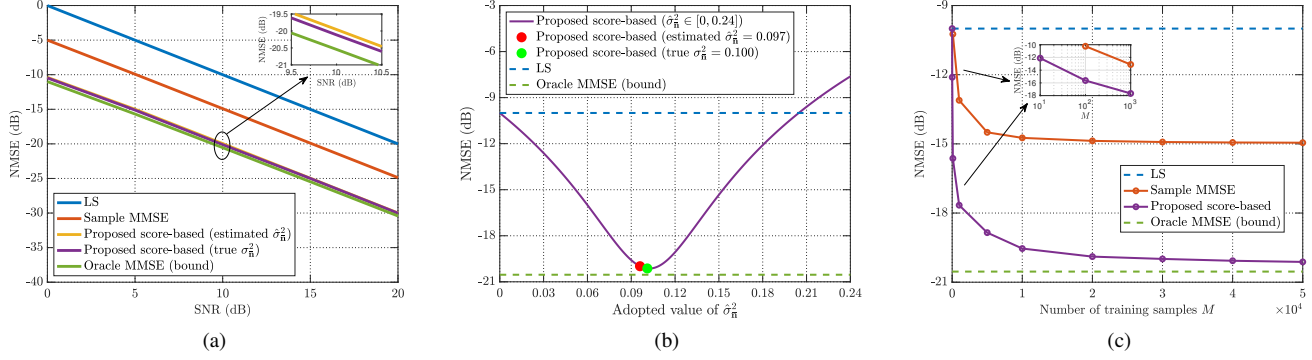 0
-5
-10
-15
-20
-25
-30
-35
-40
NMSE (dB)
0
5
10
15
20
SNR (dB)
-19.5
-20
-20.5
-21
NMSE (dB)
9.5
10
10.5
SNR (dB)
LS
Sample MMSE
Proposed score-based (estimated σ̂²ₙ̄)
Proposed score-based (true σ²ₙ̄)
Oracle MMSE (bound)
(a)
-3
-6
-9
-12
-15
-18
-21
NMSE (dB)
0
0.03
0.06
0.09
0.12
0.15
0.18
0.21
0.24
Adopted value of σ̂²ₙ̄
Proposed score-based (σ̂²ₙ̄ ∈ [0, 0.24])
Proposed score-based (estimated σ̂²ₙ̄ = 0.097)
Proposed score-based (true σ²ₙ̄ = 0.100)
LS
Oracle MMSE (bound)
(b)
-9
-12
-15
-18
-21
NMSE (dB)
0
1
2
3
4
5
×10⁴
Number of training samples M
-10
-12
-14
-16
-18
NMSE (dB)
10¹
10²
10³
M
LS
Sample MMSE
Proposed score-based
Oracle MMSE (bound)
(c)